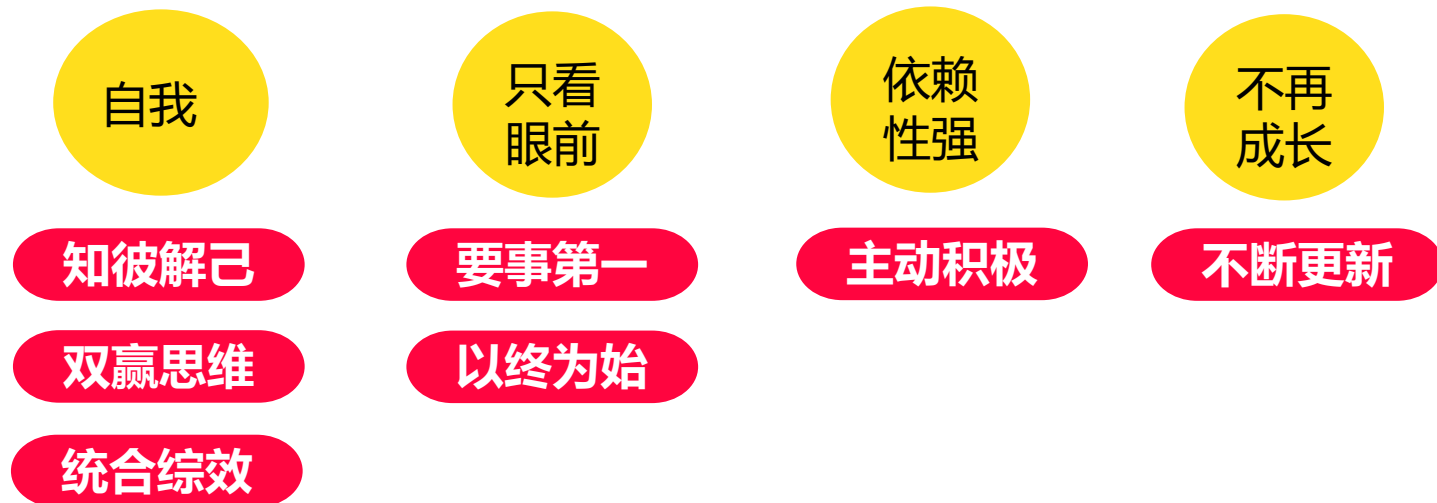 自我
只看
眼前
依赖
性强
不再
成长
知彼解己
要事第一
主动积极
不断更新
双赢思维
以终为始
统合综效